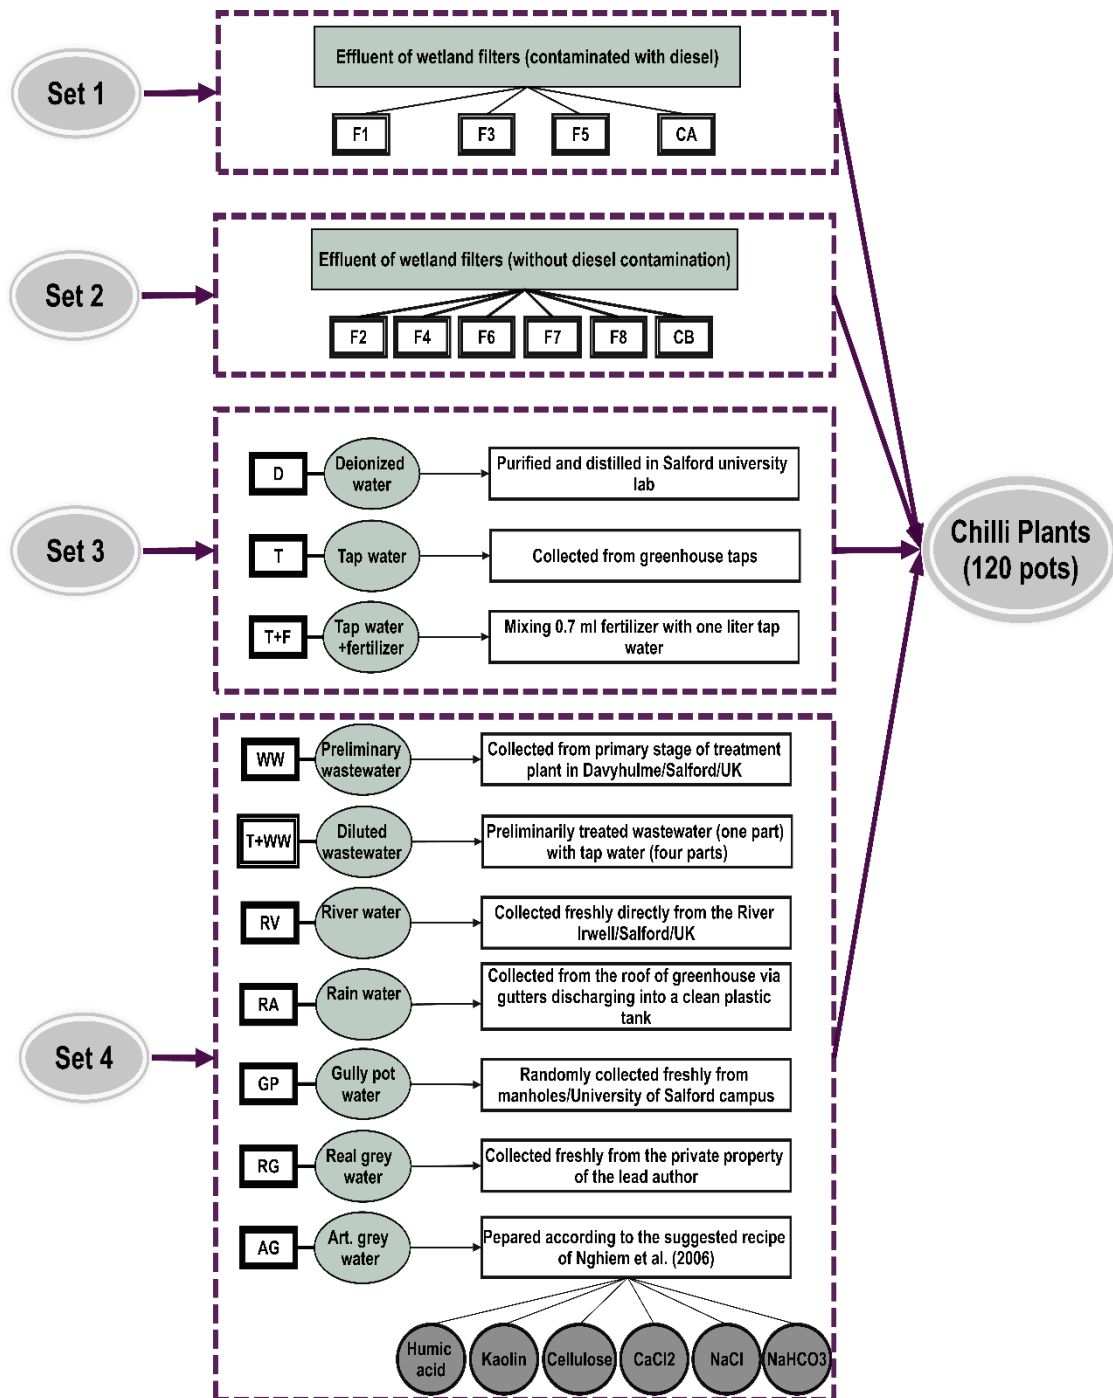 Set 1
Effluent of wetland filters (contaminated with diesel)
F1
F3
F5
CA
Set 2
Effluent of wetland filters (without diesel contamination)
F2
F4
F6
F7
F8
CB
Set 3
D
Deionized
water
Purified and distilled in Salford university
lab
T
Tap water
Collected from greenhouse taps
T+F
Tap water
+fertilizer
Mixing 0.7 ml fertilizer with one liter tap
water
Chilli Plants
(120 pots)
Set 4
WW
Preliminary
wastewater
Collected from primary stage of treatment
plant in Davyhulme/Salford/UK
T+WW
Diluted
wastewater
Preliminarily treated wastewater (one part)
with tap water (four parts)
RV
River water
Collected freshly directly from the River
Irwell/Salford/UK
RA
Rain water
Collected from the roof of greenhouse via
gutters discharging into a clean plastic
tank
GP
Gully pot
water
Randomly collected freshly from
manholes/University of Salford campus
RG
Real grey
water
Collected freshly from the private property
of the lead author
AG
Art. grey
water
Pepared according to the suggested recipe
of Nghiem et al. (2006)
Humic
acid
Kaolin
Cellulose
CaCl2
NaCl
NaHCO3